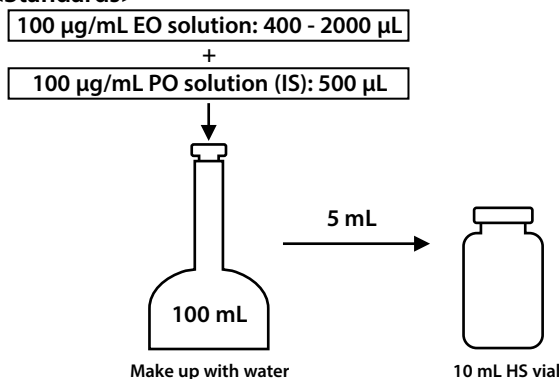 100 µg/mL EO solution: 400 - 2000 µL
+
100 µg/mL PO solution (IS): 500 µL
5 mL
100 mL
Make up with water
10 mL HS vial